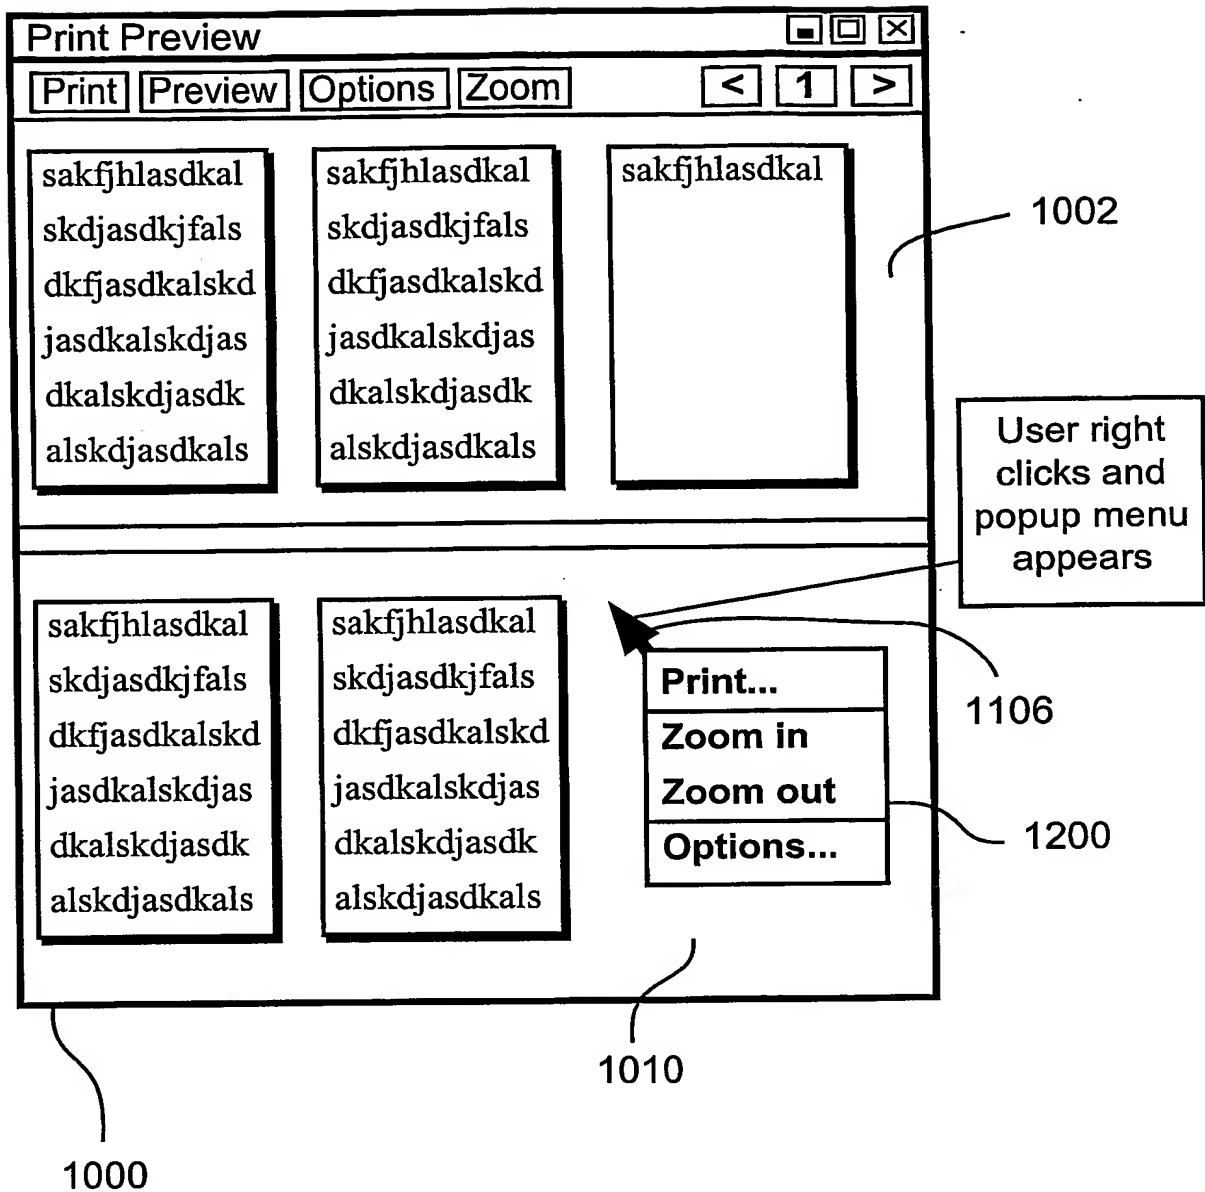 Print Preview
Print Preview Options Zoom < 1 >
sakfjhlasdkal
skdjasdkjfals
dkfjasdkalskd
jasdkalskdjas
dkalskdjasdk
alskdjasdkals
sakfjhlasdkal
skdjasdkjfals
dkfjasdkalskd
jasdkalskdjas
dkalskdjasdk
alskdjasdkals
sakfjhlasdkal
1002
User right
clicks and
popup menu
appears
sakfjhlasdkal
skdjasdkjfals
dkfjasdkalskd
jasdkalskdjas
dkalskdjasdk
alskdjasdkals
sakfjhlasdkal
skdjasdkjfals
dkfjasdkalskd
jasdkalskdjas
dkalskdjasdk
alskdjasdkals
Print...
Zoom in
Zoom out
Options...
1106
1200
1010
1000